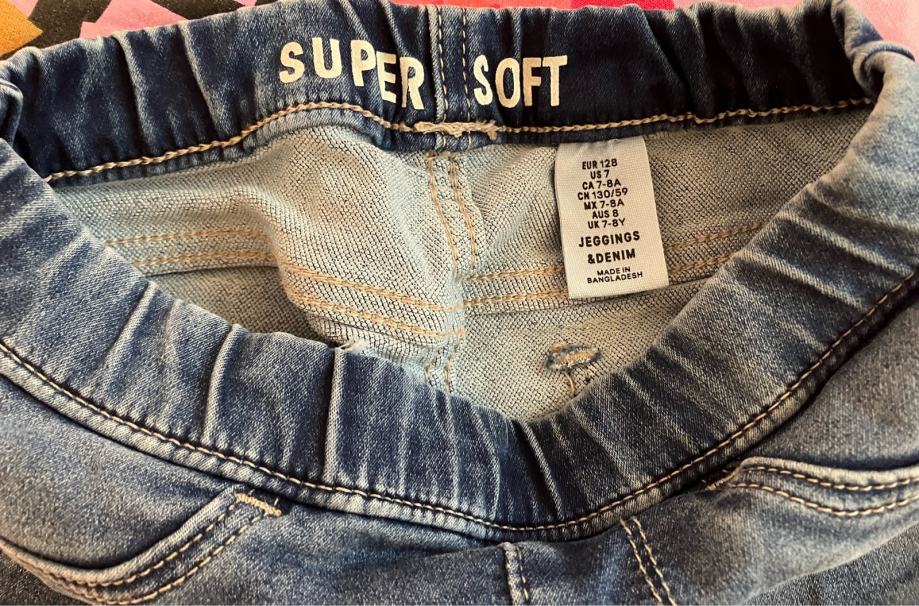 SUPER SOFT
EUR 128
US 7
CA 7-8A
CN 130/59
MX 7-8A
AUS 8
UK 7-8Y
JEGGINGS
&DENIM
MADE IN
BANGLADESH